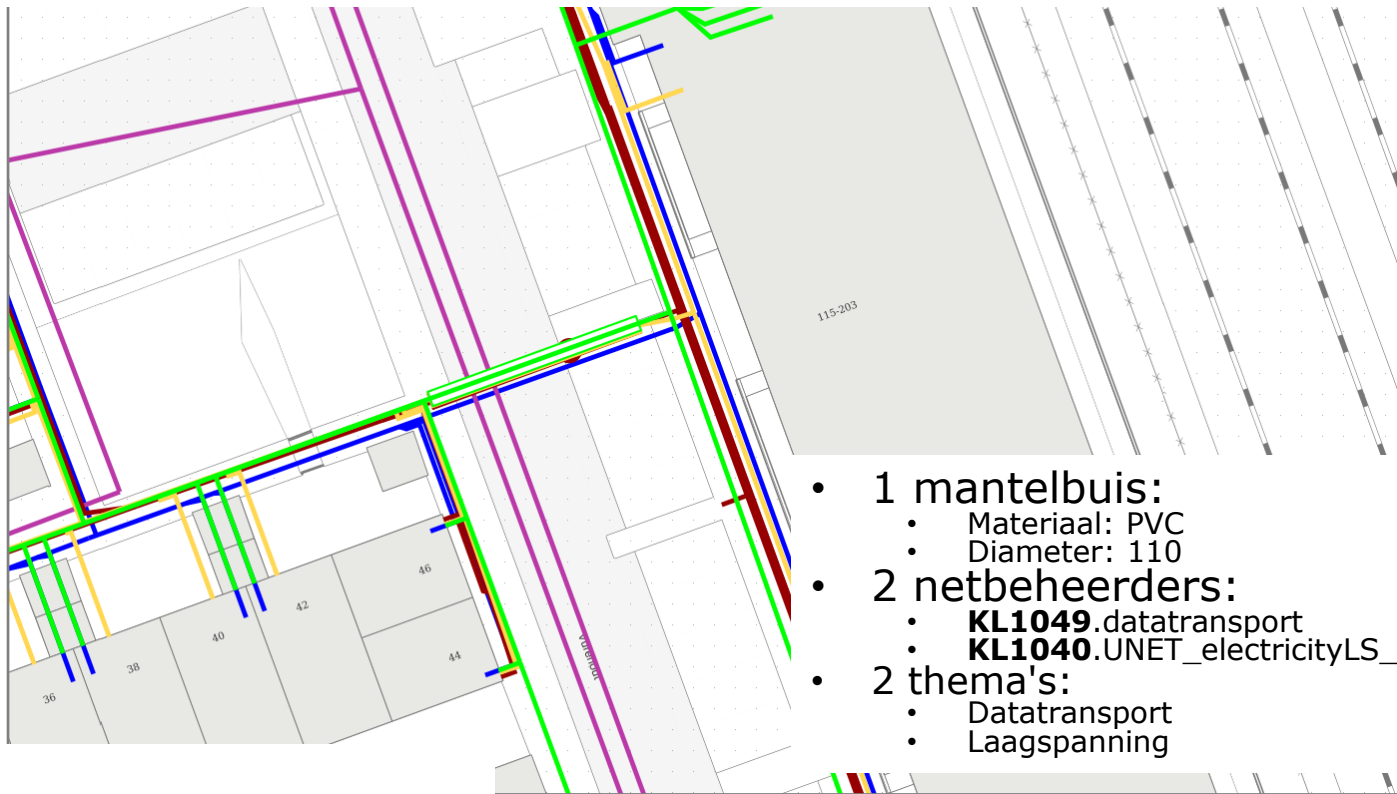 115-203
• 1 mantelbuis:
• Materiaal: PVC
• Diameter: 110
• 2 netbeheerders:
• KL1049.datatransport
• KL1040.UNET_electricityLS_
• 2 thema's:
• Datatransport
• Laagspanning
46
42
44
40
38
36
Vurehout